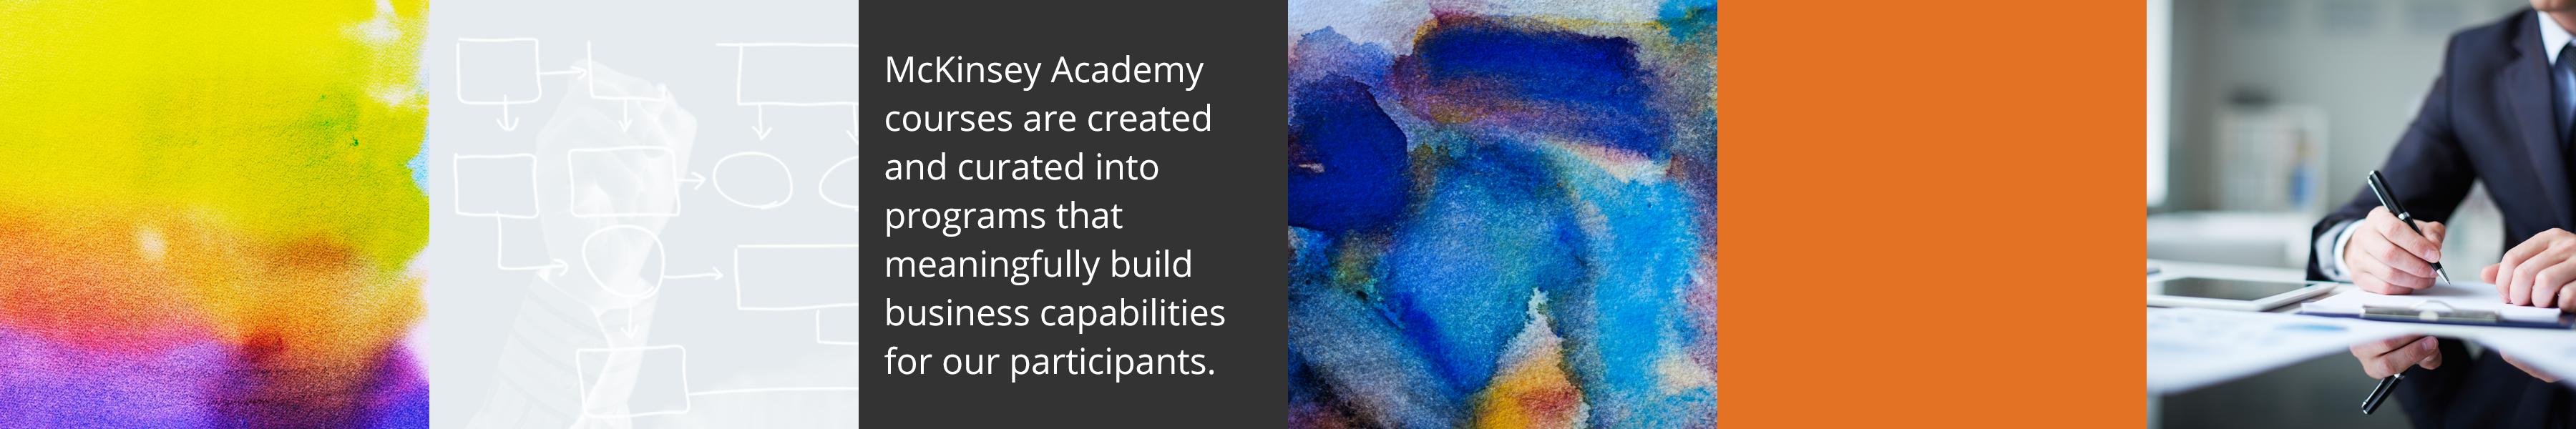 McKinsey Academy
courses are created
and curated into
programs that
meaningfully build
business capabilities
for our participants.